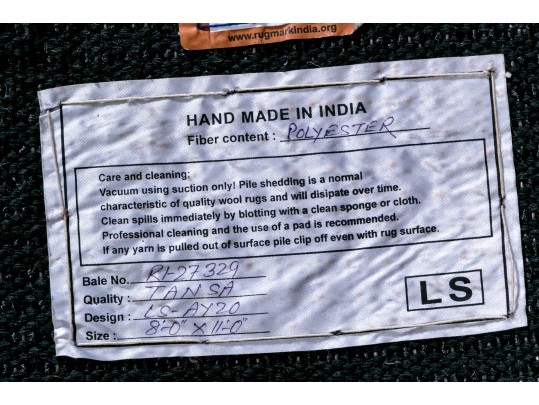 www.rugmarkindia.org
HAND MADE IN INDIA
Fiber content : POLYESTER
Care and cleaning:
Vacuum using suction only! Pile shedding is a normal
characteristic of quality wool rugs and will disipate over time.
Clean spills immediately by blotting with a clean sponge or cloth.
Professional cleaning and the use of a pad is recommended.
If any yarn is pulled out of surface pile clip off even with rug surface.
Bale No. R1-27329
Quality : TANSA
Design : LS-AY20
Size : 8'-0" X 11'-0"
LS